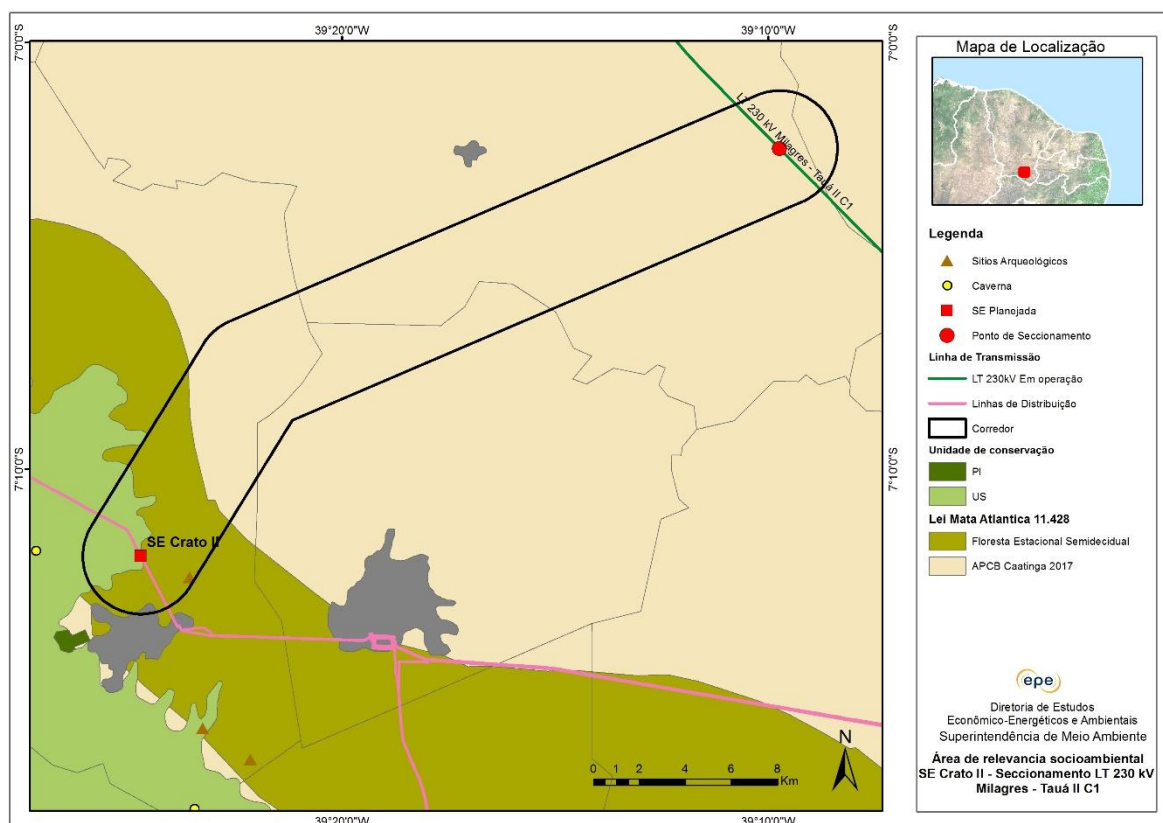 39°20'0"W
39°10'0"W
7°0'0"S
7°0'0"S
LT 230 kV Milagres - Tauá II C1
7°10'0"S
7°10'0"S
SE Crato II
N
0 1 2 4 6 8
Km
39°20'0"W
39°10'0"W
Mapa de Localização
Legenda
Sítios Arqueológicos
Caverna
SE Planejada
Ponto de Seccionamento
Linha de Transmissão
LT 230kV Em operação
Linhas de Distribuição
Corredor
Unidade de conservação
PI
US
Lei Mata Atlantica 11.428
Floresta Estacional Semidecidual
APCB Caatinga 2017
epe
Diretoria de Estudos
Econômico-Energéticos e Ambientais
Superintendência de Meio Ambiente
Área de relevancia socioambiental
SE Crato II - Seccionamento LT 230 kV
Milagres - Tauá II C1